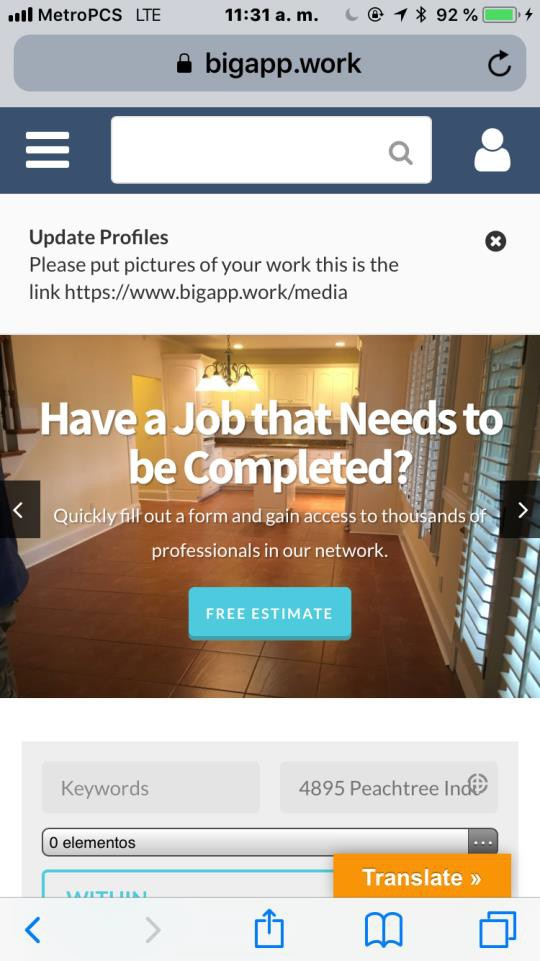 MetroPCS LTE 11:31 a. m. 92 %
bigapp.work
Update Profiles
Please put pictures of your work this is the
link https://www.bigapp.work/media
Have a Job that Needs to
be Completed?
Quickly fill out a form and gain access to thousands of
professionals in our network.
FREE ESTIMATE
Keywords 4895 Peachtree Indu
0 elementos ...
Translate »
WITHIN